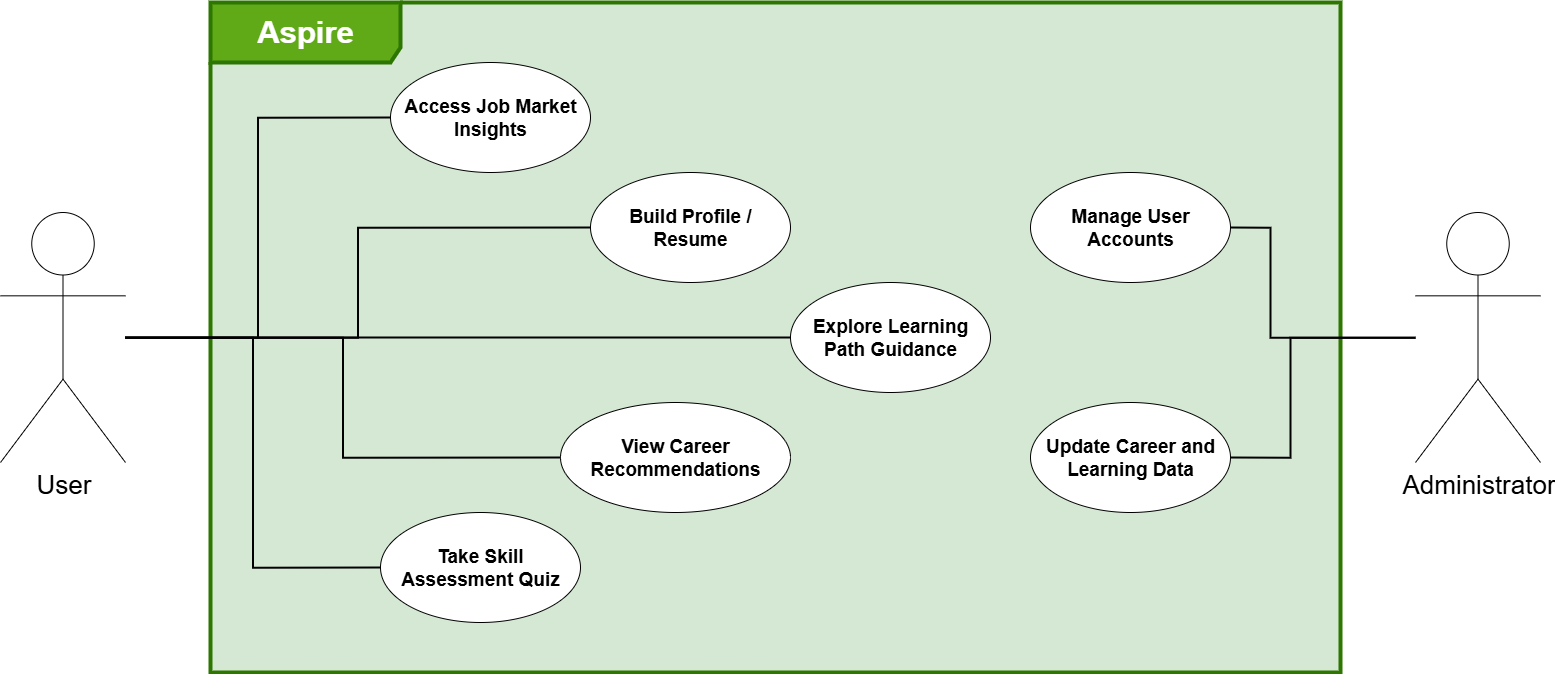 Aspire
Access Job Market
Insights
Build Profile /
Resume
Manage User
Accounts
Explore Learning
Path Guidance
View Career
Recommendations
Update Career and
Learning Data
User
Administrator
Take Skill
Assessment Quiz